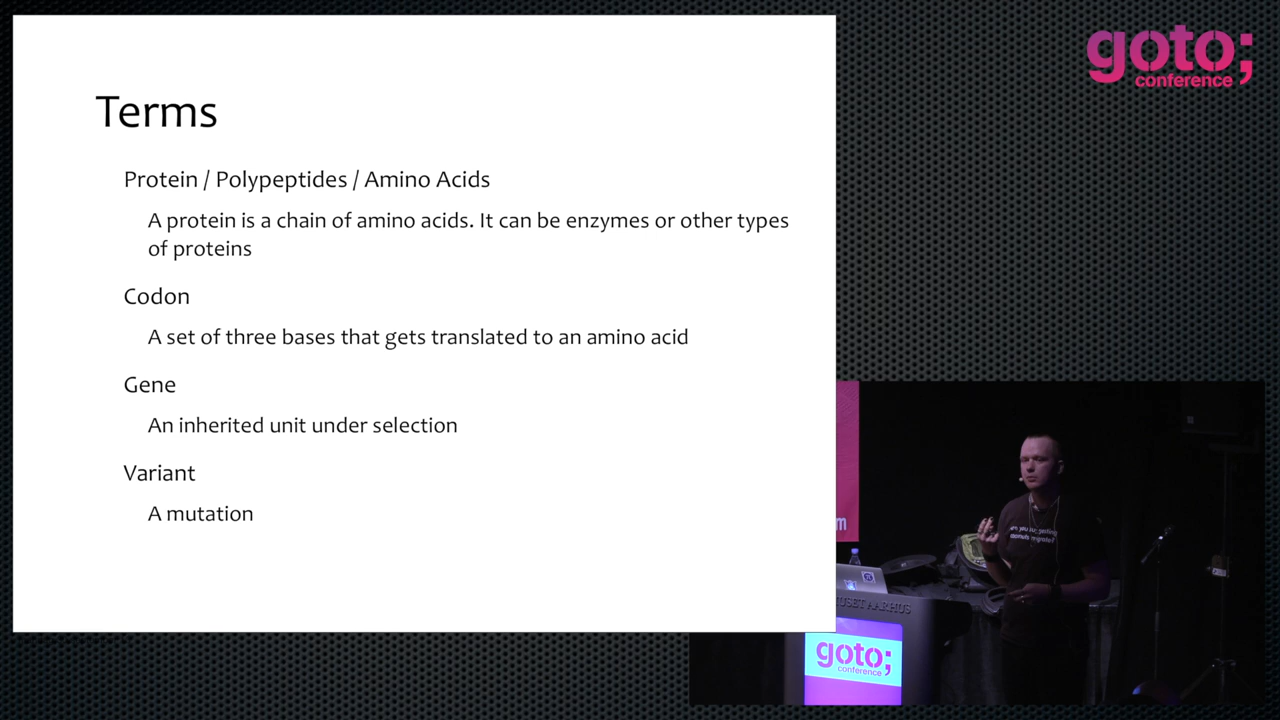 goto;
conference
Terms
Protein / Polypeptides / Amino Acids
A protein is a chain of amino acids. It can be enzymes or other types
of proteins
Codon
A set of three bases that gets translated to an amino acid
Gene
An inherited unit under selection
Variant
A mutation
goto;
conference